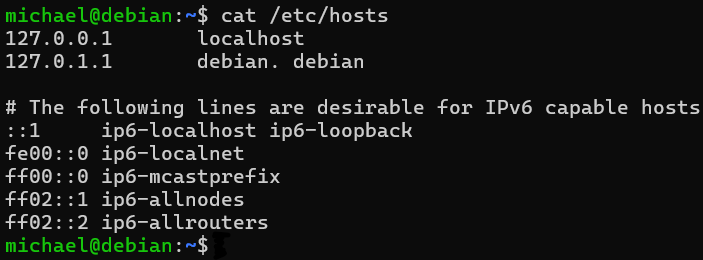 michael@debian:~$ cat /etc/hosts
127.0.0.1       localhost
127.0.1.1       debian. debian

# The following lines are desirable for IPv6 capable hosts
::1     ip6-localhost ip6-loopback
fe00::0 ip6-localnet
ff00::0 ip6-mcastprefix
ff02::1 ip6-allnodes
ff02::2 ip6-allrouters
michael@debian:~$